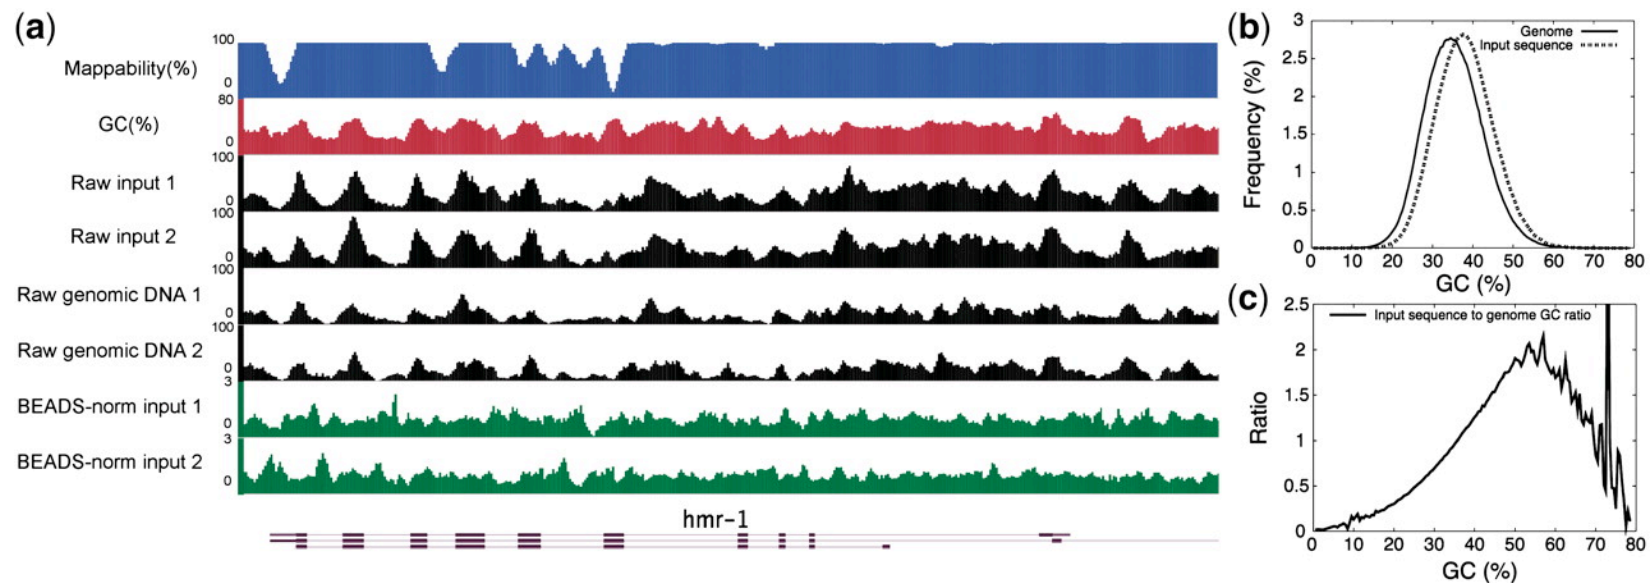 (a)
Mappability(%)
100
0
GC(%)
80
0
Raw input 1
100
0
Raw input 2
100
0
Raw genomic DNA 1
100
0
Raw genomic DNA 2
100
0
BEADS-norm input 1
3
0
BEADS-norm input 2
3
0
hmr-1
(b)
Genome
Input sequence
Frequency (%)
3
2.5
2
1.5
1
0.5
0
0 10 20 30 40 50 60 70 80
GC (%)
(c)
Input sequence to genome GC ratio
Ratio
2.5
2
1.5
1
0.5
0
0 10 20 30 40 50 60 70 80
GC (%)